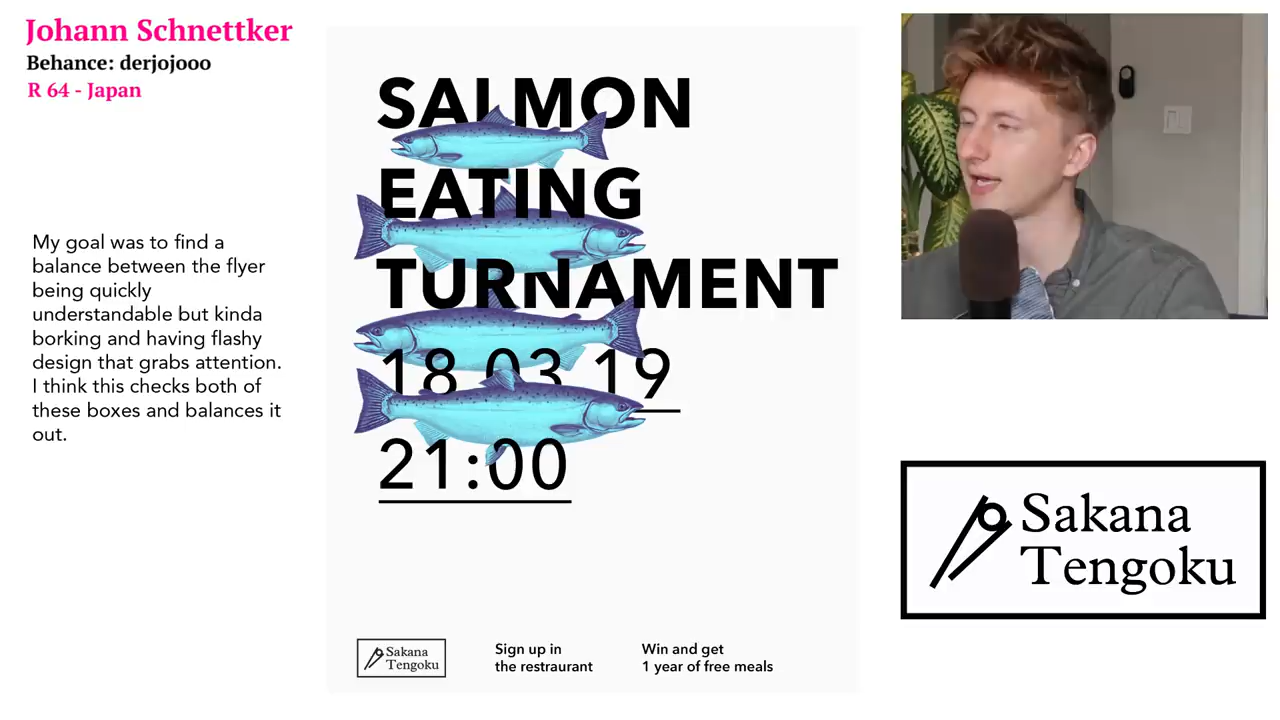 Johann Schnettker
Behance: derjojooo
R 64 - Japan
My goal was to find a
balance between the flyer
being quickly
understandable but kinda
borking and having flashy
design that grabs attention.
I think this checks both of
these boxes and balances it
out.
SALMON
EATING
TURNAMENT
18 03 19
21:00
Sakana
Tengoku
Sign up in
the restraurant
Win and get
1 year of free meals
Sakana
Tengoku